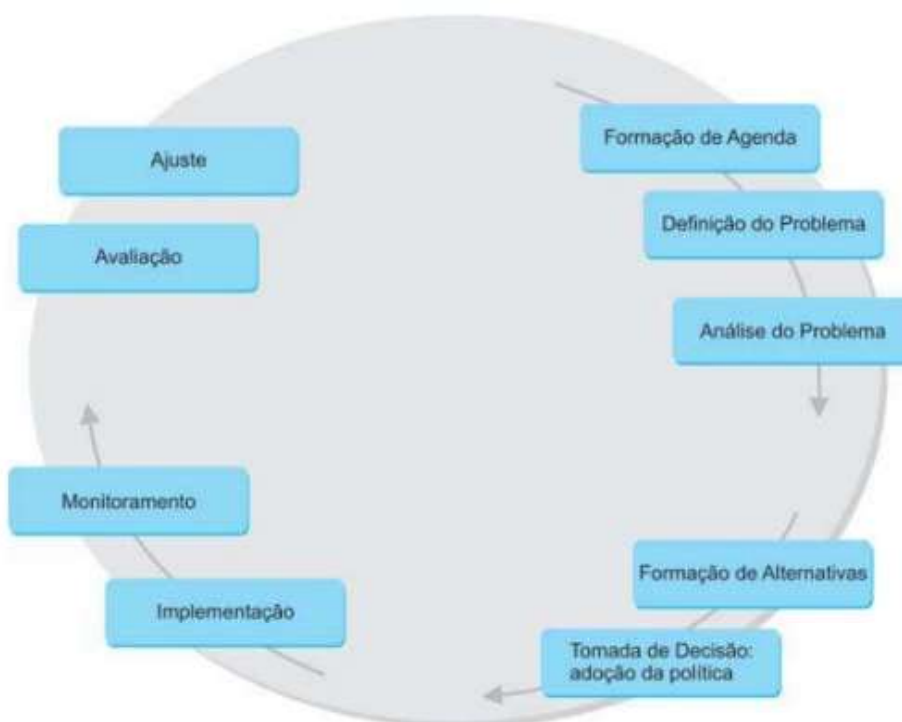 Formação de Agenda
Definição do Problema
Análise do Problema
Formação de Alternativas
Tomada de Decisão:
adoção da política
Implementação
Monitoramento
Avaliação
Ajuste